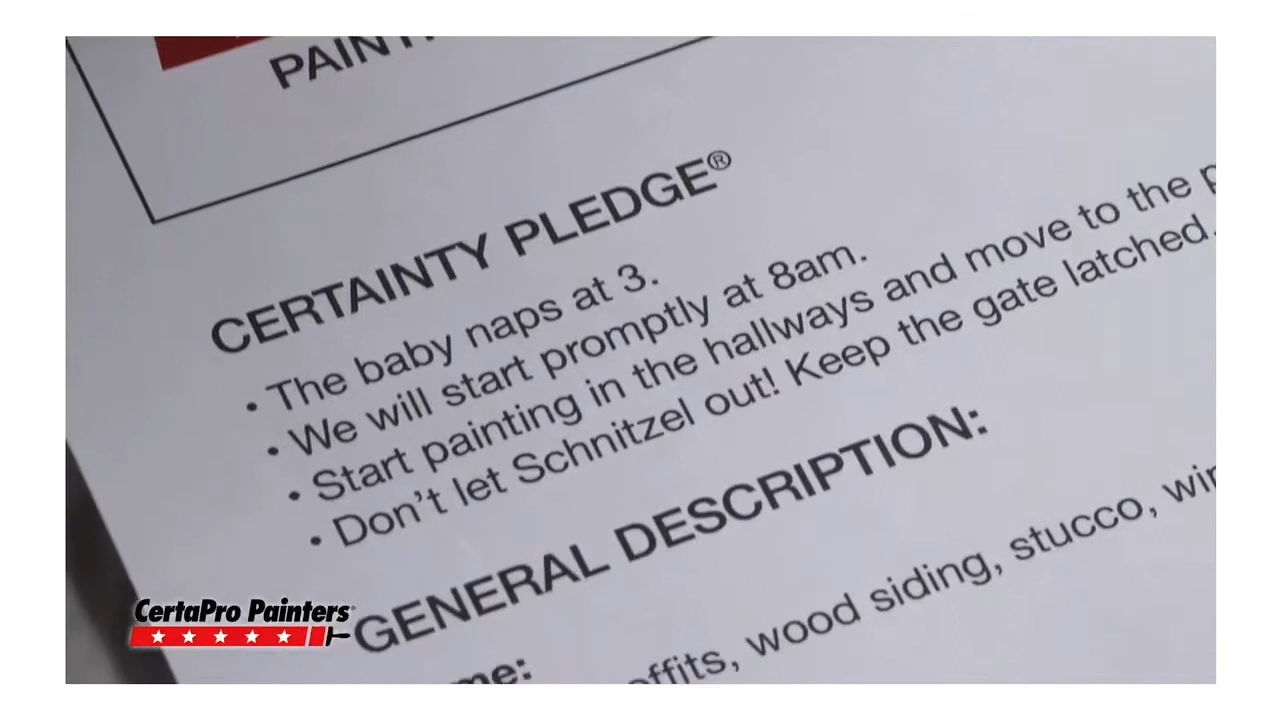 CERTAINTY PLEDGE®
• The baby naps at 3.
• We will start promptly at 8am.
• Start painting in the hallways and move to the
• Don't let Schnitzel out! Keep the gate latched.
GENERAL DESCRIPTION:
wood siding, stucco,
CertaPro Painters®